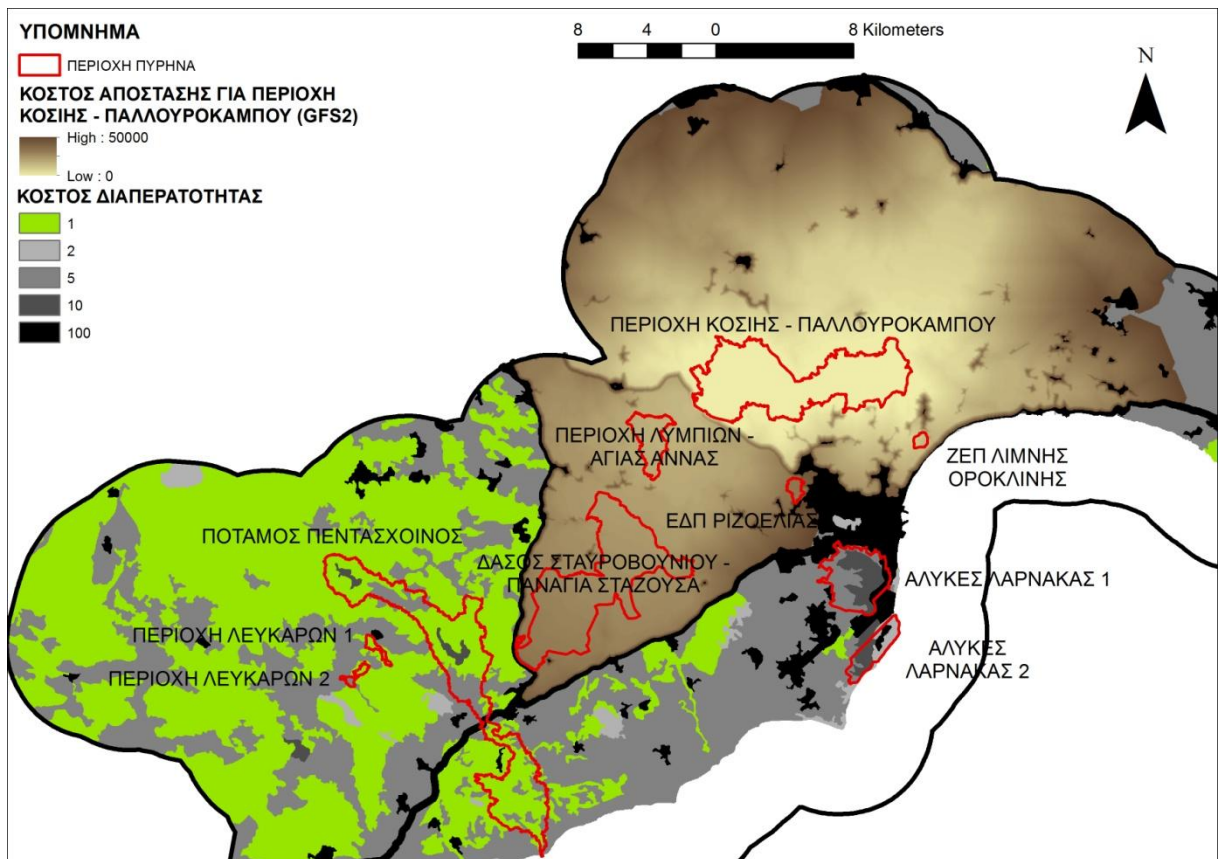 ΥΠΟΜΝΗΜΑ
ΠΕΡΙΟΧΗ ΠΥΡΗΝΑ
ΚΟΣΤΟΣ ΑΠΟΣΤΑΣΗΣ ΓΙΑ ΠΕΡΙΟΧΗ
ΚΟΣΙΗΣ - ΠΑΛΛΟΥΡΟΚΑΜΠΟΥ (GFS2)
High : 50000
Low : 0
ΚΟΣΤΟΣ ΔΙΑΠΕΡΑΤΟΤΗΤΑΣ
1
2
5
10
100
8 4 0 8 Kilometers
N
ΠΕΡΙΟΧΗ ΚΟΣΙΗΣ - ΠΑΛΛΟΥΡΟΚΑΜΠΟΥ
ΠΕΡΙΟΧΗ ΛΥΜΠΙΩΝ -
ΑΓΙΑΣ ΑΝΝΑΣ
ΖΕΠ ΛΙΜΝΗΣ
ΟΡΟΚΛΙΝΗΣ
ΕΔΠ ΡΙΖΟΕΛΙΑΣ
ΠΟΤΑΜΟΣ ΠΕΝΤΑΣΧΟΙΝΟΣ
ΔΑΣΟΣ ΣΤΑΥΡΟΒΟΥΝΙΟΥ -
ΠΑΝΑΓΙΑ ΣΤΑΖΟΥΣΑ
ΑΛΥΚΕΣ ΛΑΡΝΑΚΑΣ 1
ΠΕΡΙΟΧΗ ΛΕΥΚΑΡΩΝ 1
ΠΕΡΙΟΧΗ ΛΕΥΚΑΡΩΝ 2
ΑΛΥΚΕΣ
ΛΑΡΝΑΚΑΣ 2